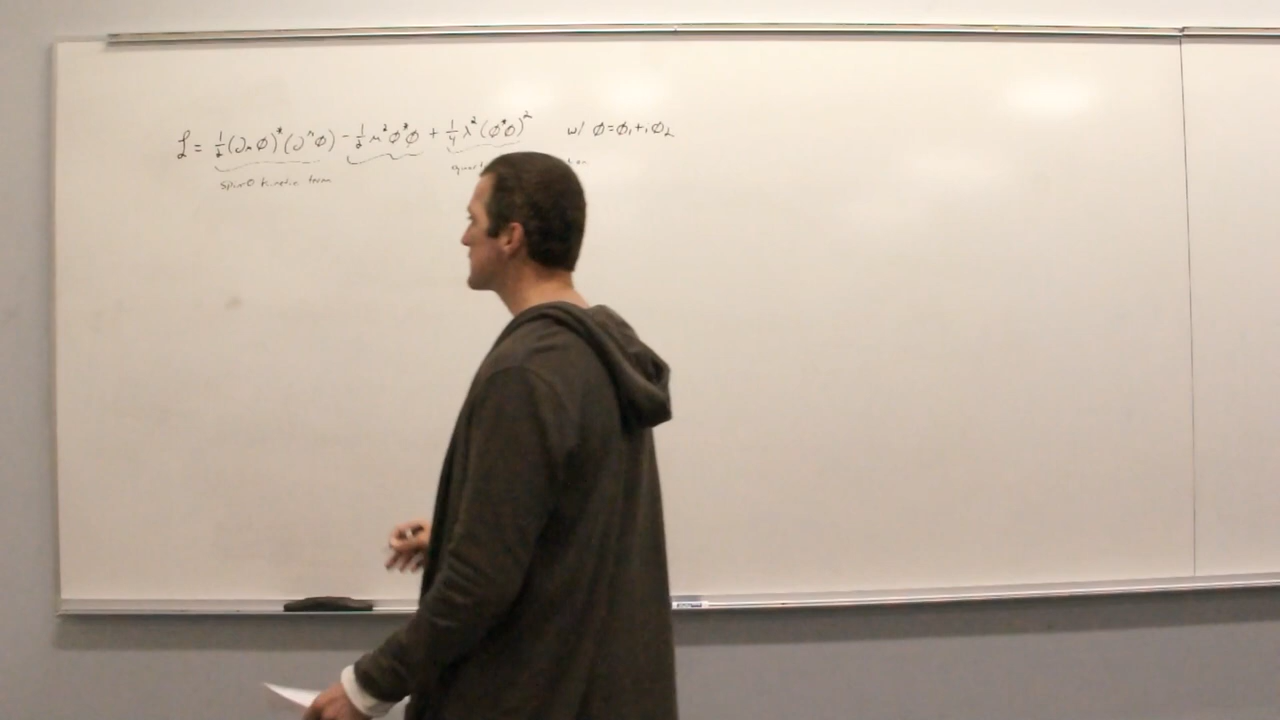 ℒ = ½(∂μϕ)*(∂^μϕ) - ½μ²ϕ*ϕ + ¼λ²(ϕ*ϕ)² w/ ϕ=ϕ₁+iϕ₂
spin 0 kinetic term